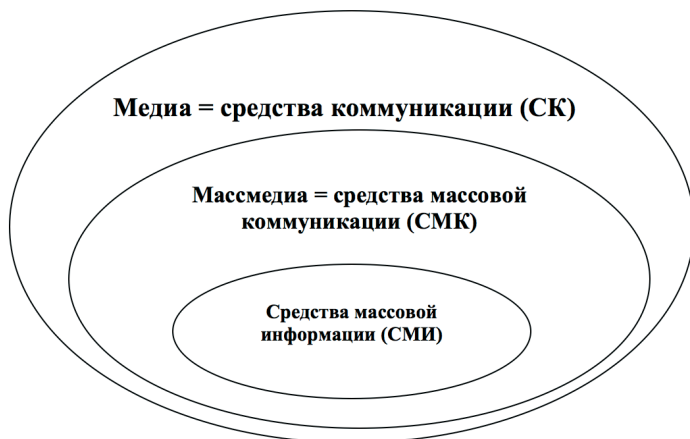 Медиа = средства коммуникации (СК)
Массмедиа = средства массовой
коммуникации (СМК)
Средства массовой
информации (СМИ)